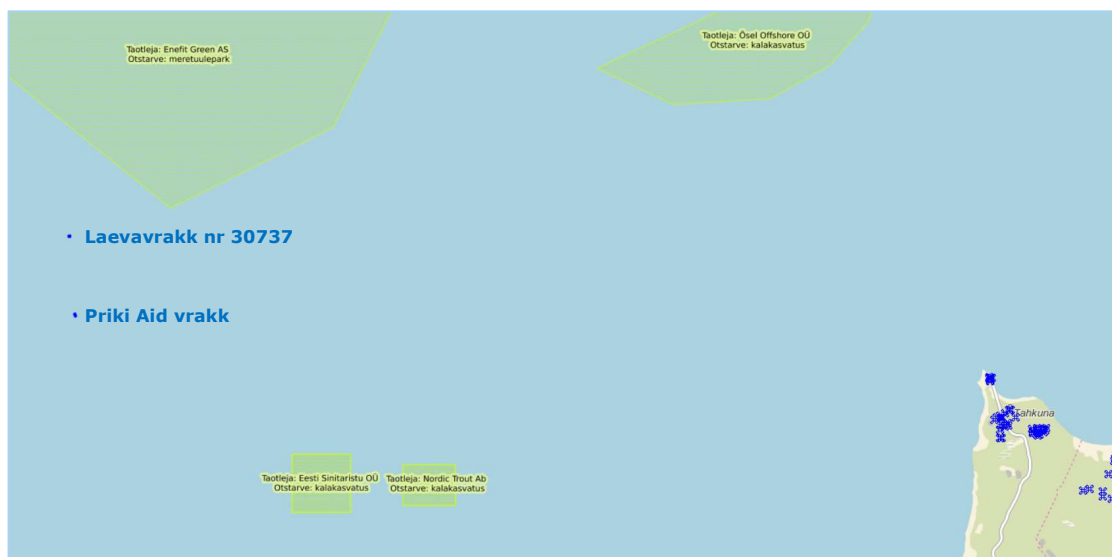 Taotleja: Enefit Green AS
Otstarve: meretuulepark
Taotleja: Ösel Offshore OÜ
Otstarve: kalakasvatus
Laevavrakk nr 30737
Priki Aid vrakk
Tahkuna
Taotleja: Eesti Sinitaristu OÜ
Otstarve: kalakasvatus
Taotleja: Nordic Trout Ab
Otstarve: kalakasvatus